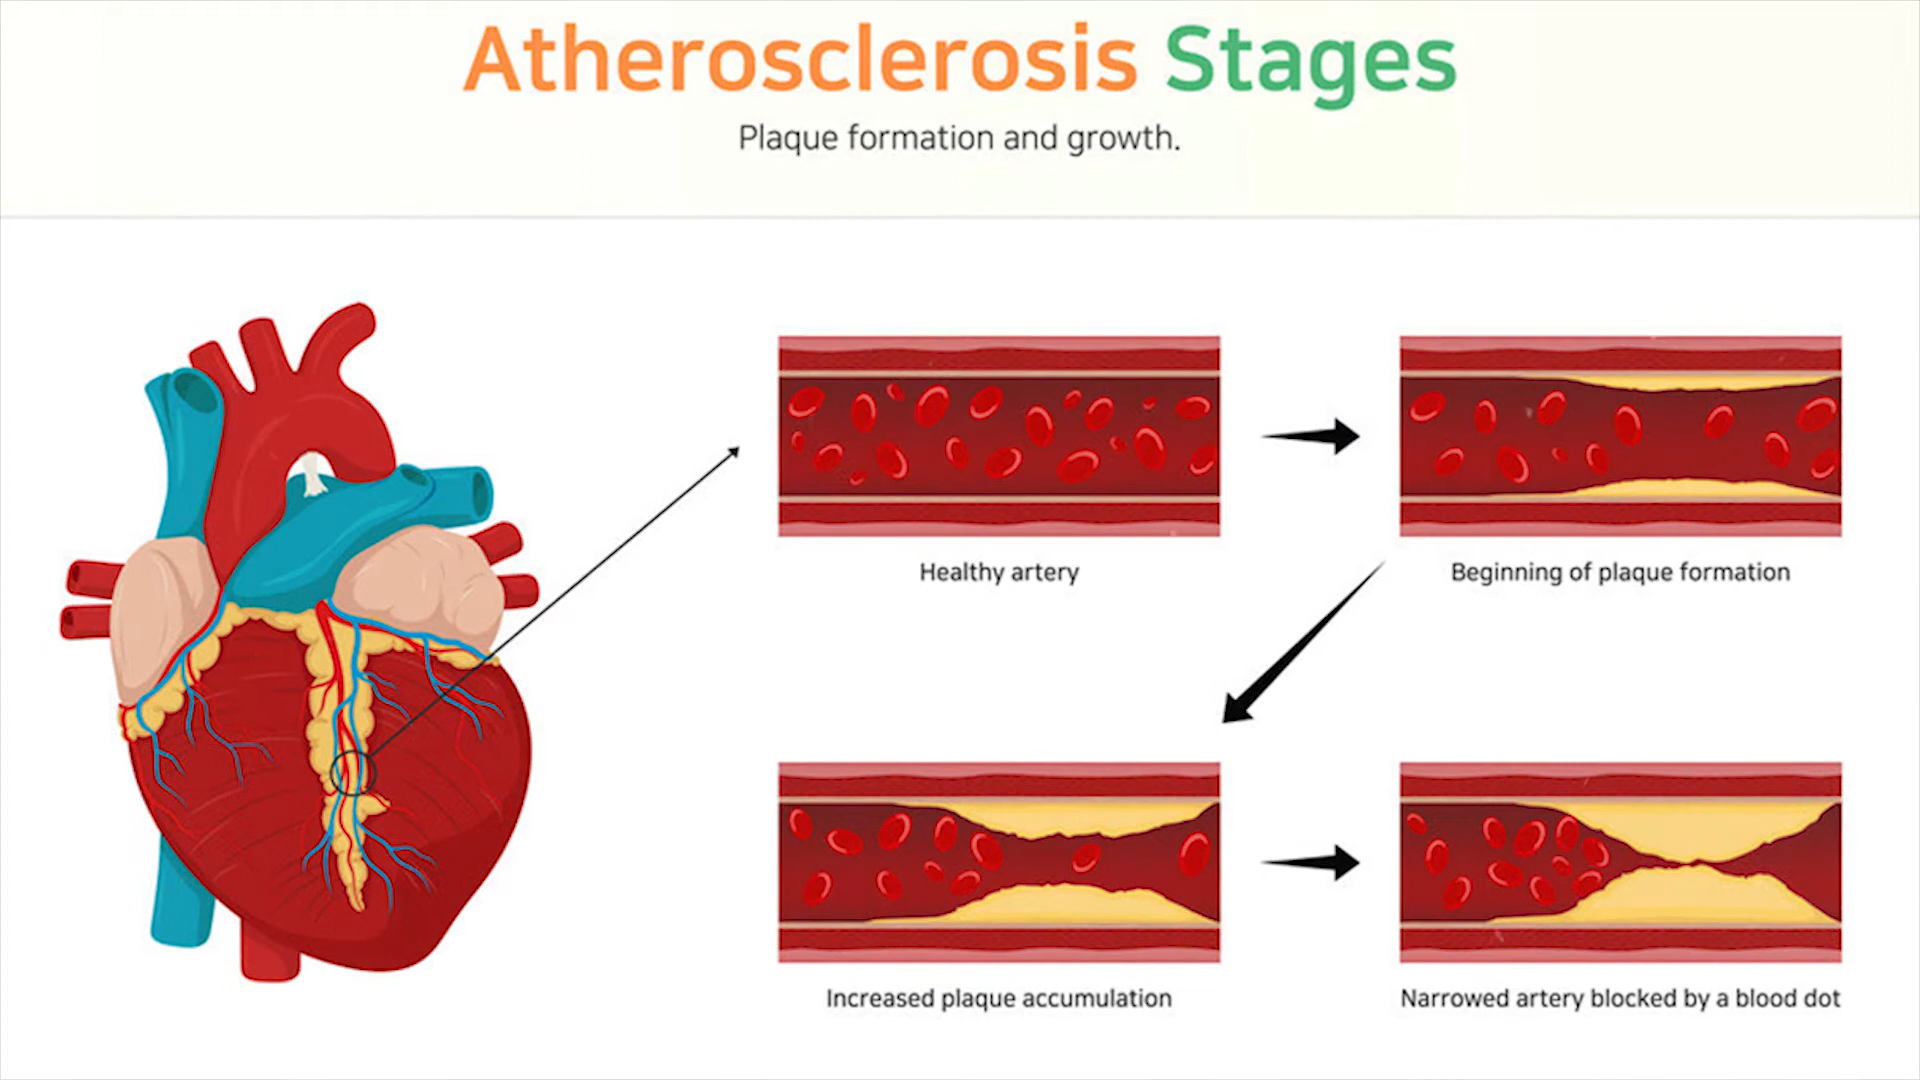 Atherosclerosis Stages
Plaque formation and growth.
Healthy artery
Beginning of plaque formation
Increased plaque accumulation
Narrowed artery blocked by a blood dot